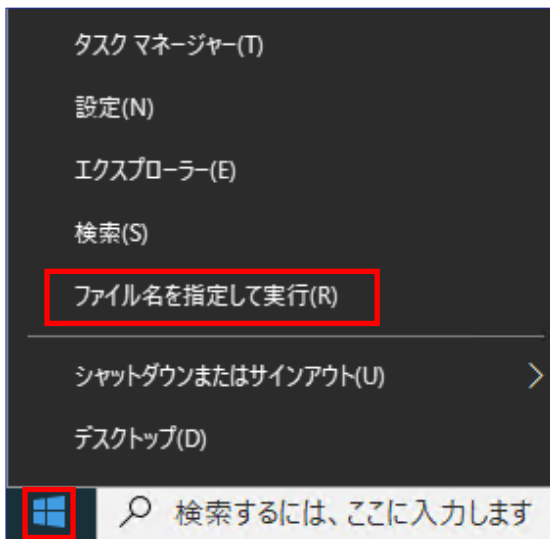 タスク マネージャー(T)
設定(N)
エクスプローラー(E)
検索(S)
ファイル名を指定して実行(R)
シャットダウンまたはサインアウト(U)
デスクトップ(D)
検索するには、ここに入力します